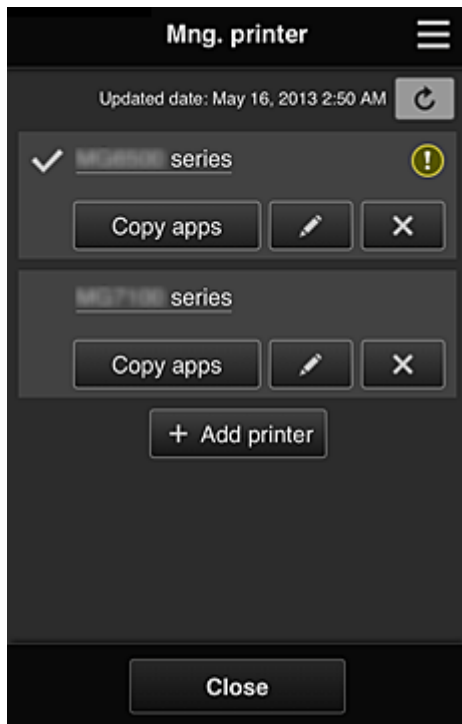 Mng. printer
Updated date: May 16, 2013 2:50 AM
series
Copy apps
series
Copy apps
+ Add printer
Close